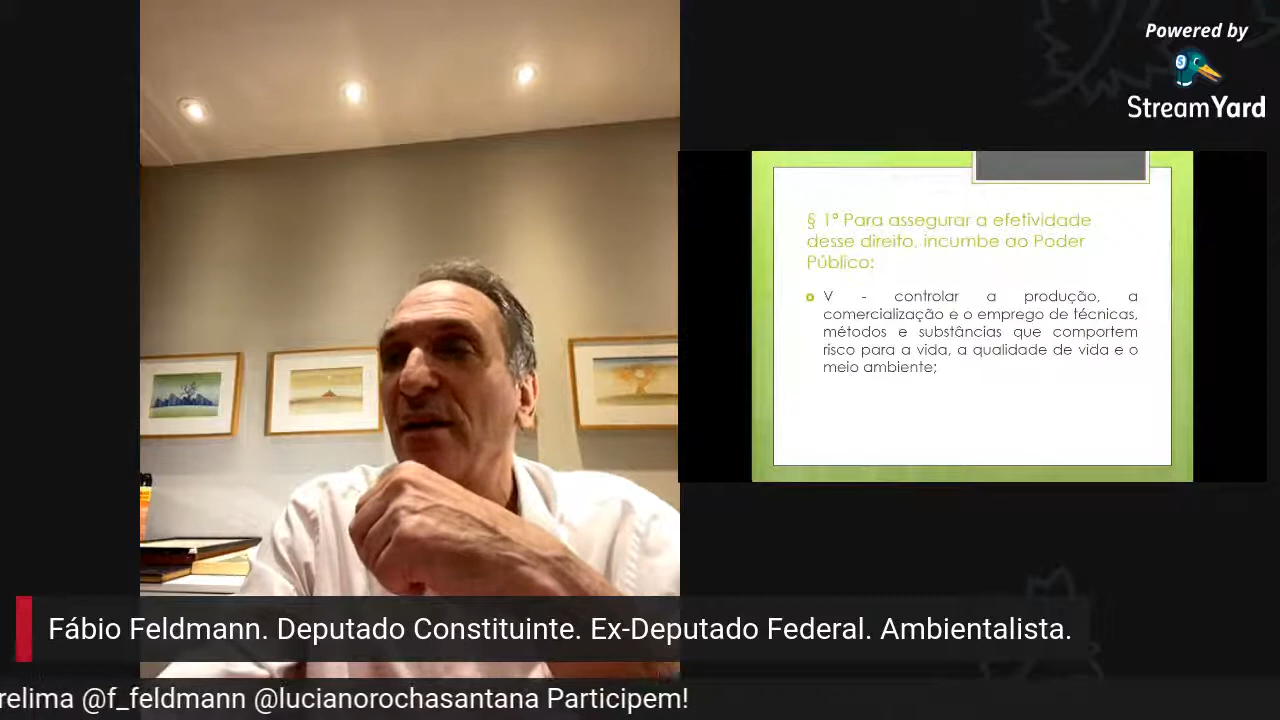 Powered by
StreamYard
§ 1º Para assegurar a efetividade
desse direito, incumbe ao Poder
Público:
V - controlar a produção, a
comercialização e o emprego de técnicas,
métodos e substâncias que comportem
risco para a vida, a qualidade de vida e o
meio ambiente;
Fábio Feldmann. Deputado Constituinte. Ex-Deputado Federal. Ambientalista.
relima @f_feldmann @lucianorochasantana Participem!